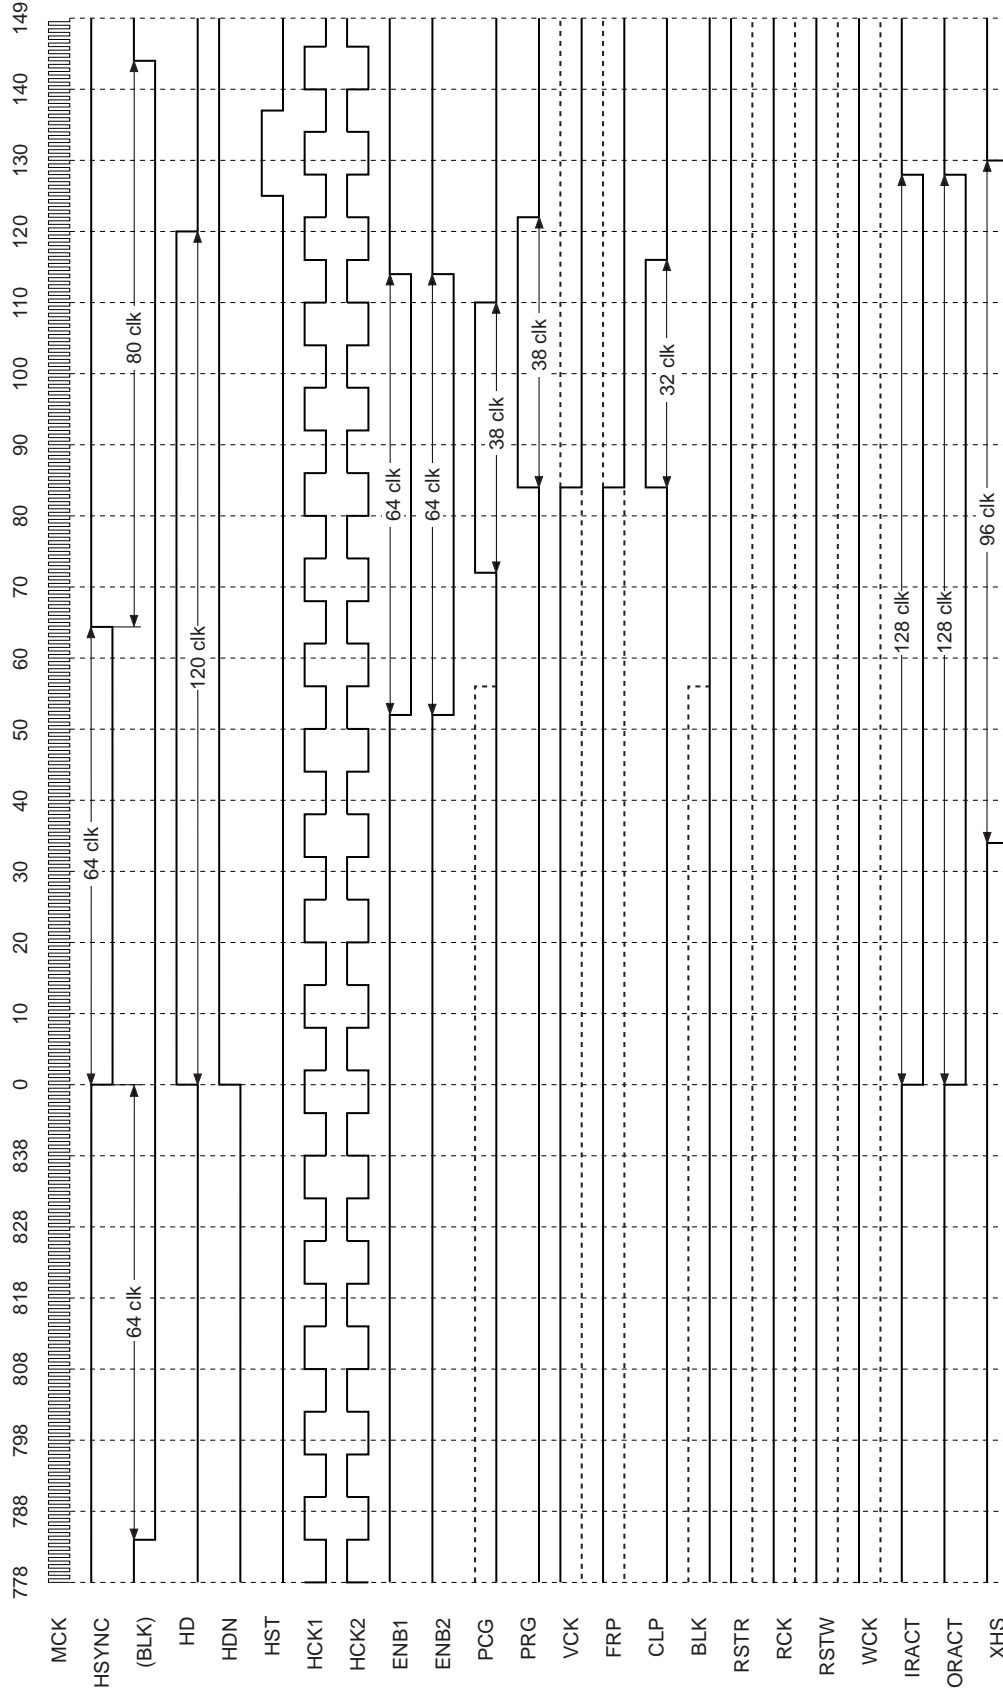 MCK
HSYNC
64 clk
(BLK)
64 clk
80 clk
HD
120 clk
HDN
HST
HCK1
HCK2
ENB1
64 clk
ENB2
64 clk
PCG
38 clk
PRG
38 clk
VCK
FRP
CLP
32 clk
BLK
RSTR
RCK
RSTW
WCK
IRACT
128 clk
ORACT
128 clk
XHS
96 clk
778 788 798 808 818 828 838 0 10 20 30 40 50 60 70 80 90 100 110 120 130 140 149